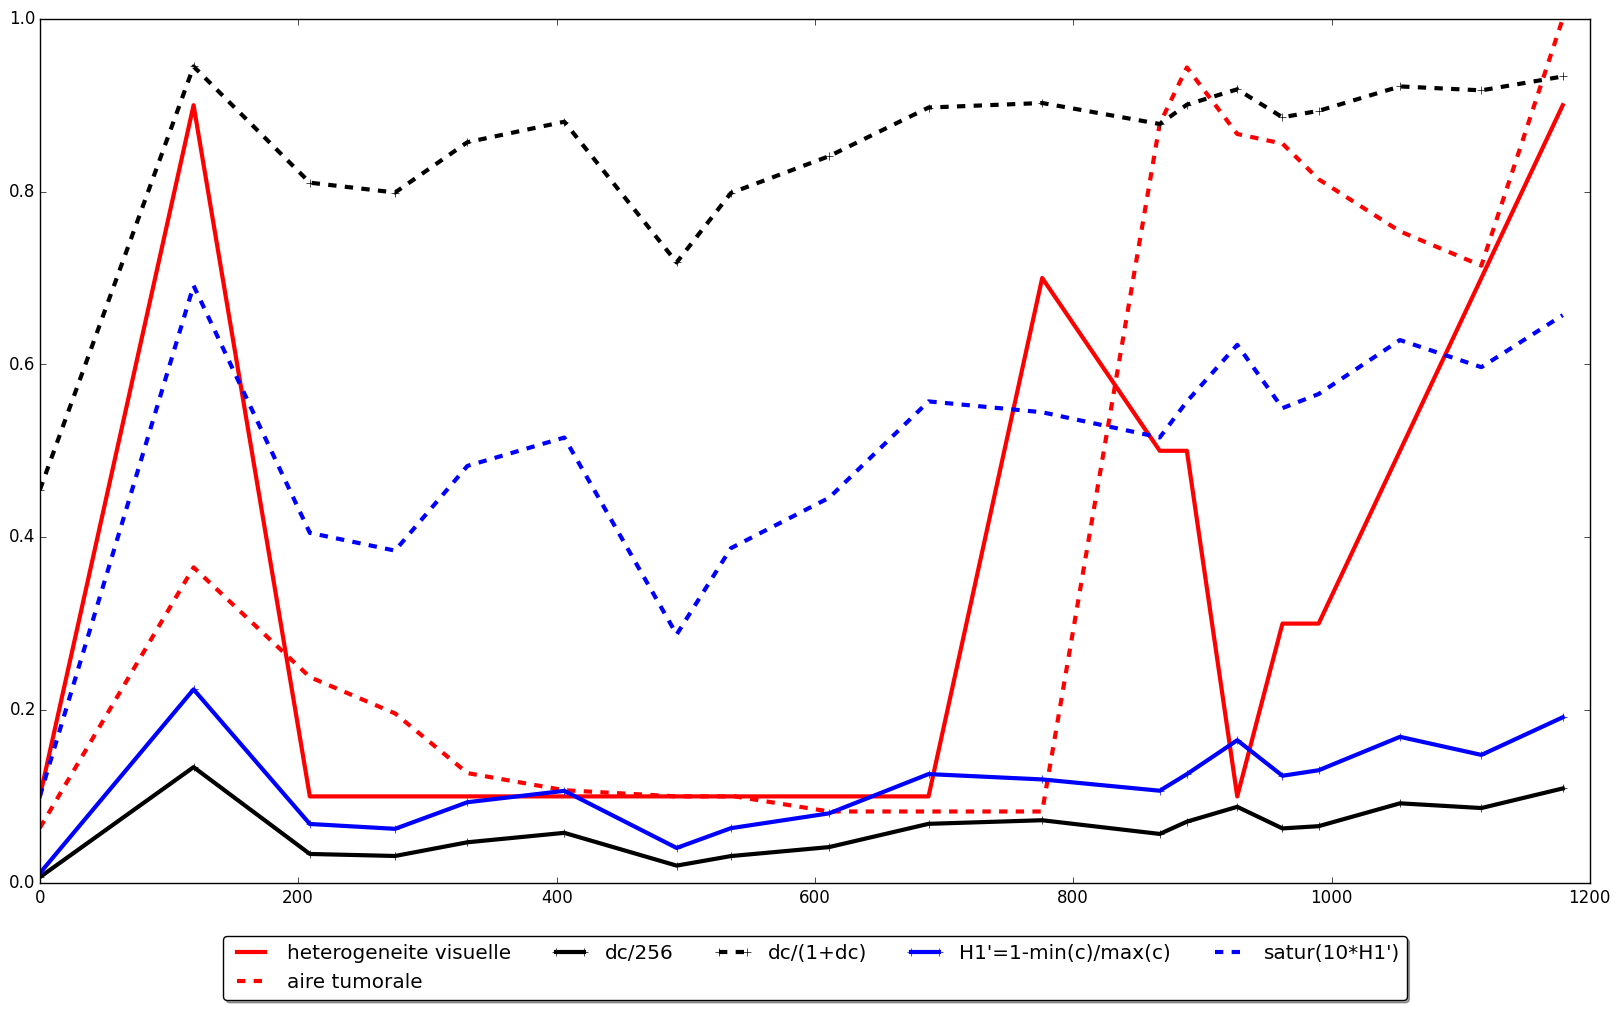 1.0
0.8
0.6
0.4
0.2
0.0
0 200 400 600 800 1000 1200
heterogeneite visuelle dc/256 dc/(1+dc) H1'=1-min(c)/max(c) satur(10*H1')
aire tumorale